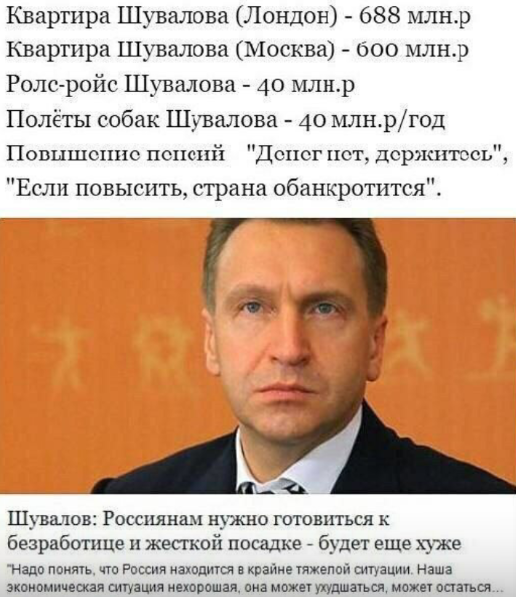 Квартира Шувалова (Лондон) - 688 млн.р
Квартира Шувалова (Москва) - 600 млн.р
Ролс-ройс Шувалова - 40 млн.р
Полёты собак Шувалова - 40 млн.р/год
Повышение пенсий "Денег нет, держитесь",
"Если повысить, страна обанкротится".
Шувалов: Россиянам нужно готовиться к
безработице и жесткой посадке - будет еще хуже
"Надо понять, что Россия находится в крайне тяжелой ситуации. Наша
экономическая ситуация нехорошая, она может ухудшаться, может остаться...